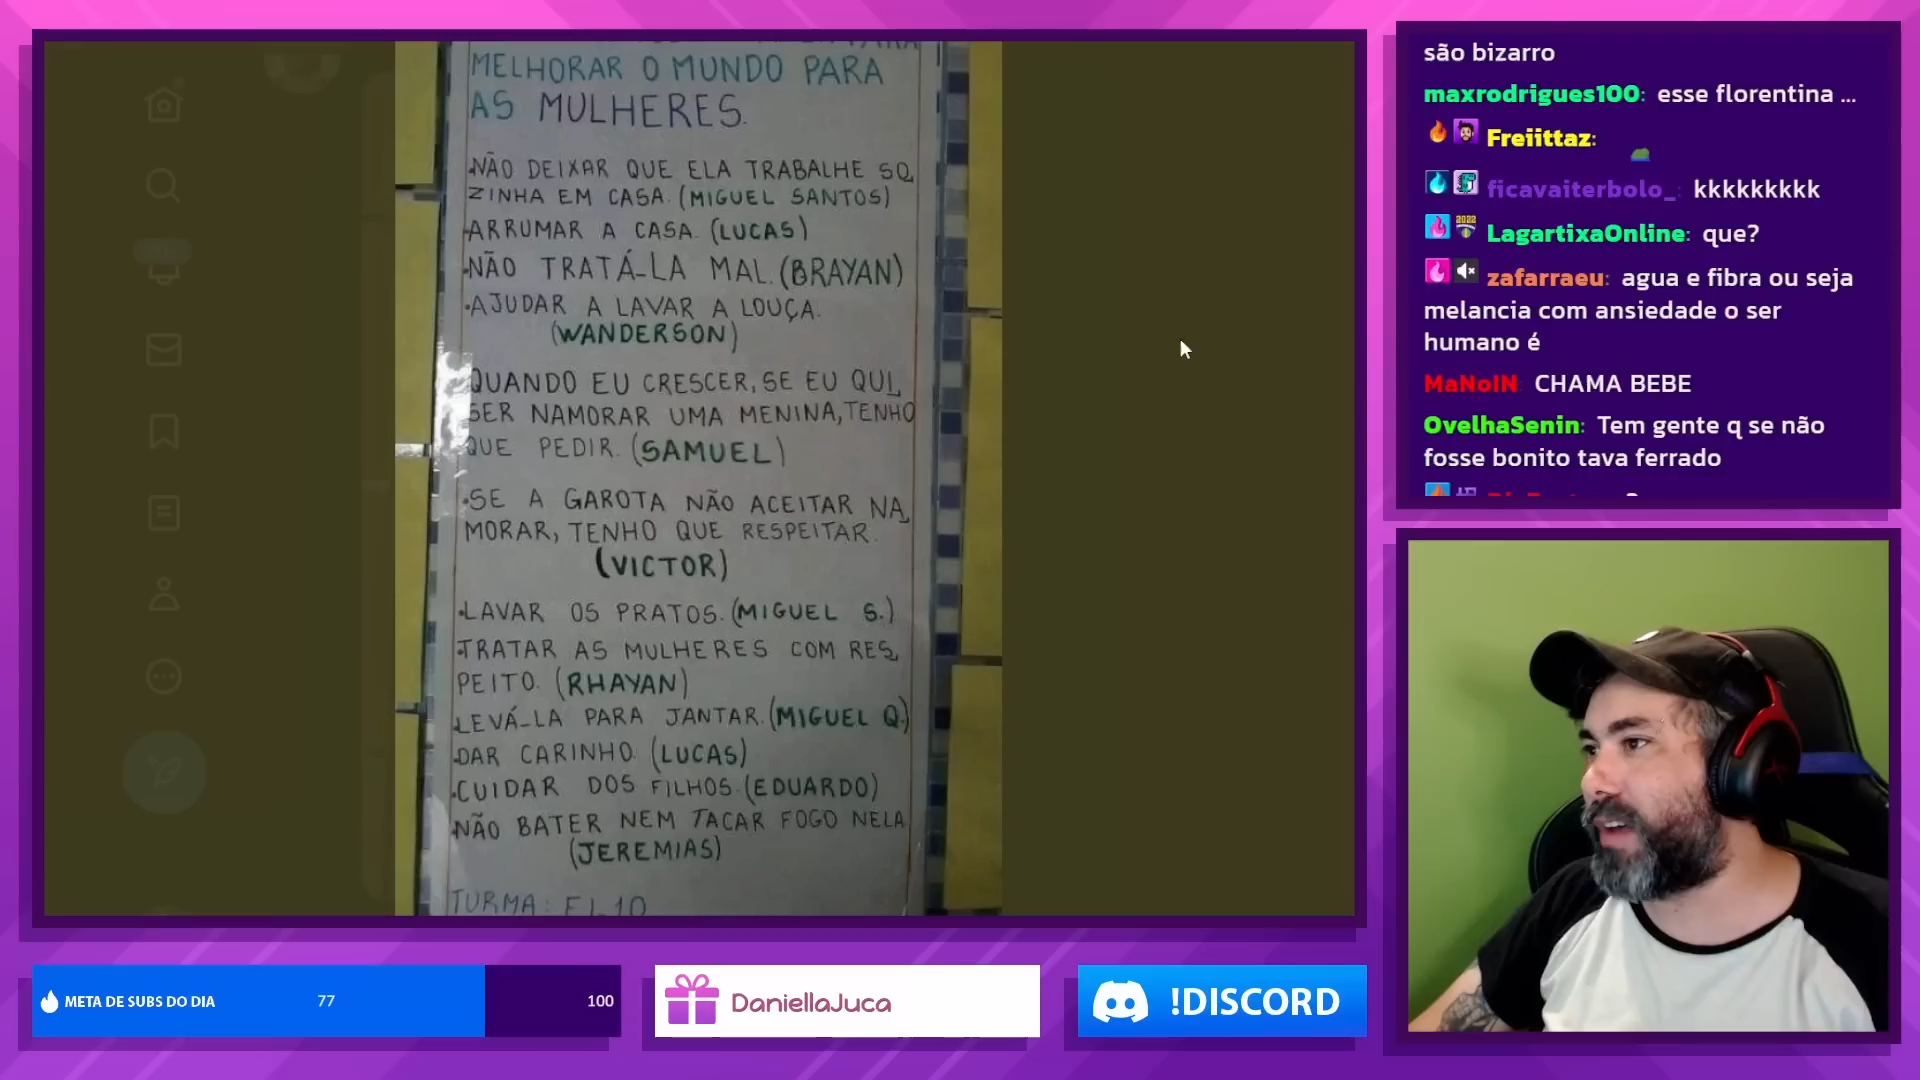 MELHORAR O MUNDO PARA
AS MULHERES.
.NÃO DEIXAR QUE ELA TRABALHE SO
ZINHA EM CASA. (MIGUEL SANTOS)
.ARRUMAR A CASA. (LUCAS)
.NÃO TRATÁ-LA MAL. (BRAYAN)
.AJUDAR A LAVAR A LOUÇA.
(WANDERSON)
QUANDO EU CRESCER, SE EU QUI
SER NAMORAR UMA MENINA, TENHO
QUE PEDIR. (SAMUEL)
.SE A GAROTA NÃO ACEITAR NA
MORAR, TENHO QUE RESPEITAR.
(VICTOR)
.LAVAR OS PRATOS. (MIGUEL S.)
.TRATAR AS MULHERES COM RES
PEITO. (RHAYAN)
.LEVÁ-LA PARA JANTAR. (MIGUEL Q.)
.DAR CARINHO. (LUCAS)
.CUIDAR DOS FILHOS. (EDUARDO)
.NÃO BATER NEM TACAR FOGO NELA
(JEREMIAS)
TURMA:
são bizarro
maxrodrigues100: esse florentina ...
Freiittaz:
ficavaiterbolo_: kkkkkkkkk
2022
LagartixaOnline: que?
zafarraeu: agua e fibra ou seja
melancia com ansiedade o ser
humano é
MaNoIN: CHAMA BEBE
OvelhaSenin: Tem gente q se não
fosse bonito tava ferrado
META DE SUBS DO DIA 77 100
DaniellaJuca
!DISCORD